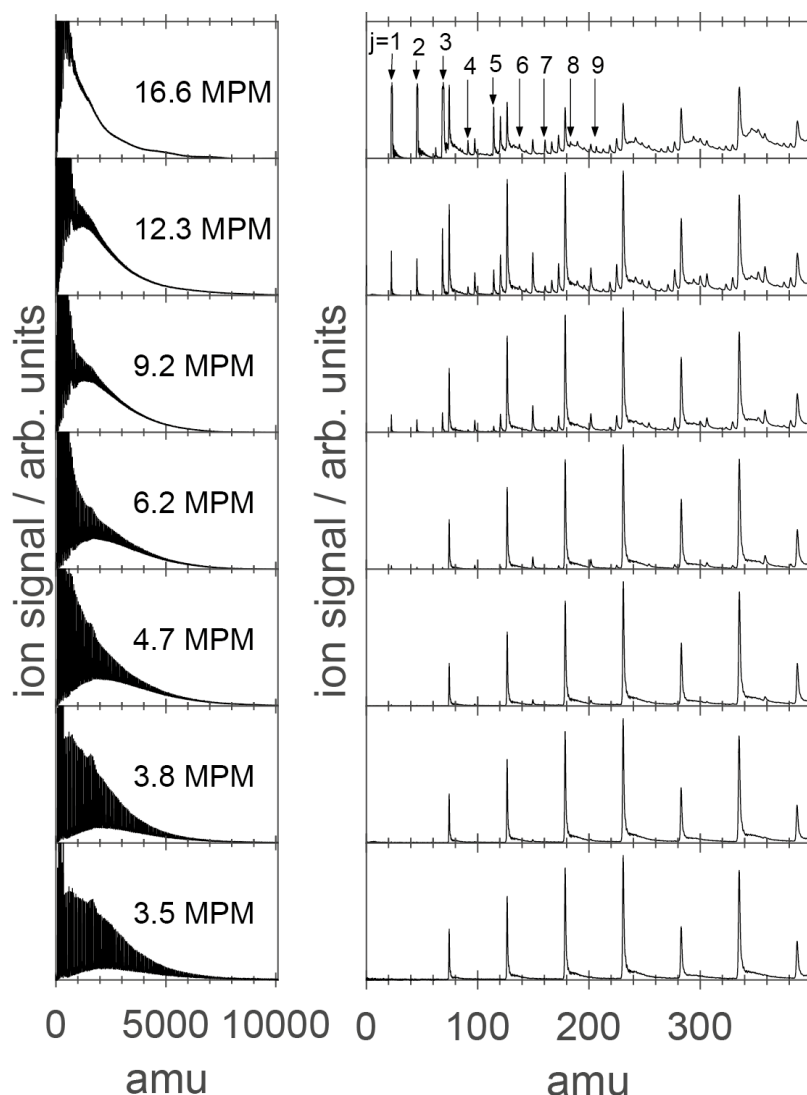 j=1 2 3 4 5 6 7 8 9
16.6 MPM
12.3 MPM
9.2 MPM
6.2 MPM
4.7 MPM
3.8 MPM
3.5 MPM
ion signal / arb. units
ion signal / arb. units
0 5000 10000
0 100 200 300
amu
amu